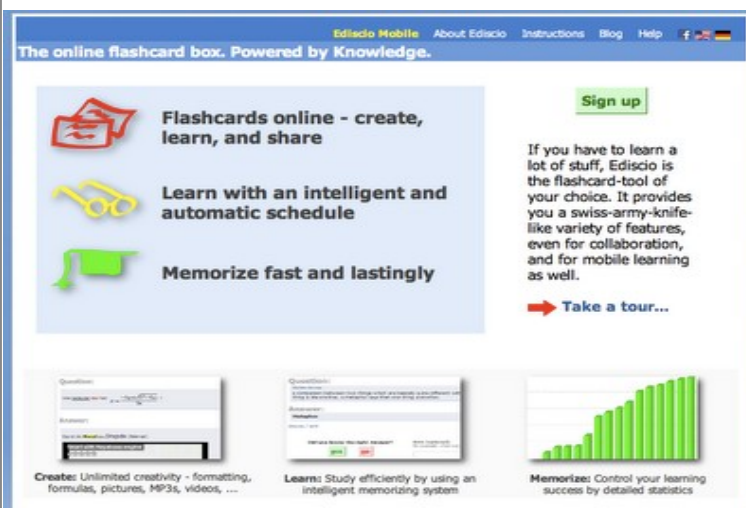 Ediscio Mobile About Ediscio Instructions Blog Help f
The online flashcard box. Powered by Knowledge.
Flashcards online - create,
learn, and share
Learn with an intelligent and
automatic schedule
Memorize fast and lastingly
Sign up
If you have to learn a
lot of stuff, Ediscio is
the flashcard-tool of
your choice. It provides
you a swiss-army-knife-
like variety of features,
even for collaboration,
and for mobile learning
as well.
Take a tour...
Question:
Answer:
Question:
Answer:
Metaphor
yes no
Create: Unlimited creativity - formatting,
formulas, pictures, MP3s, videos, ....
Learn: Study efficiently by using an
intelligent memorizing system
Memorize: Control your learning
success by detailed statistics